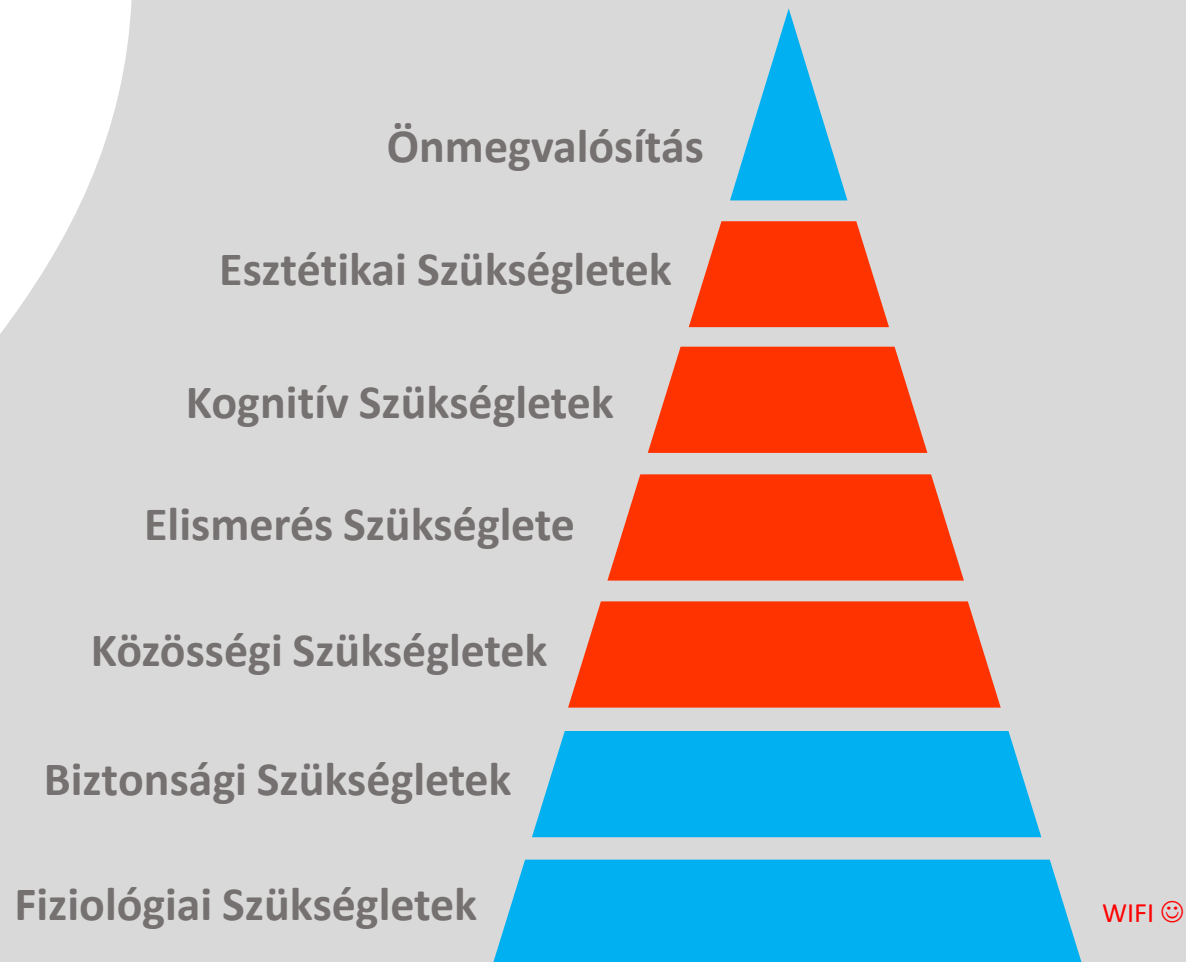 Önmegvalósítás
Esztétikai Szükségletek
Kognitív Szükségletek
Elismerés Szükséglete
Közösségi Szükségletek
Biztonsági Szükségletek
Fiziológiai Szükségletek
WIFI ☺